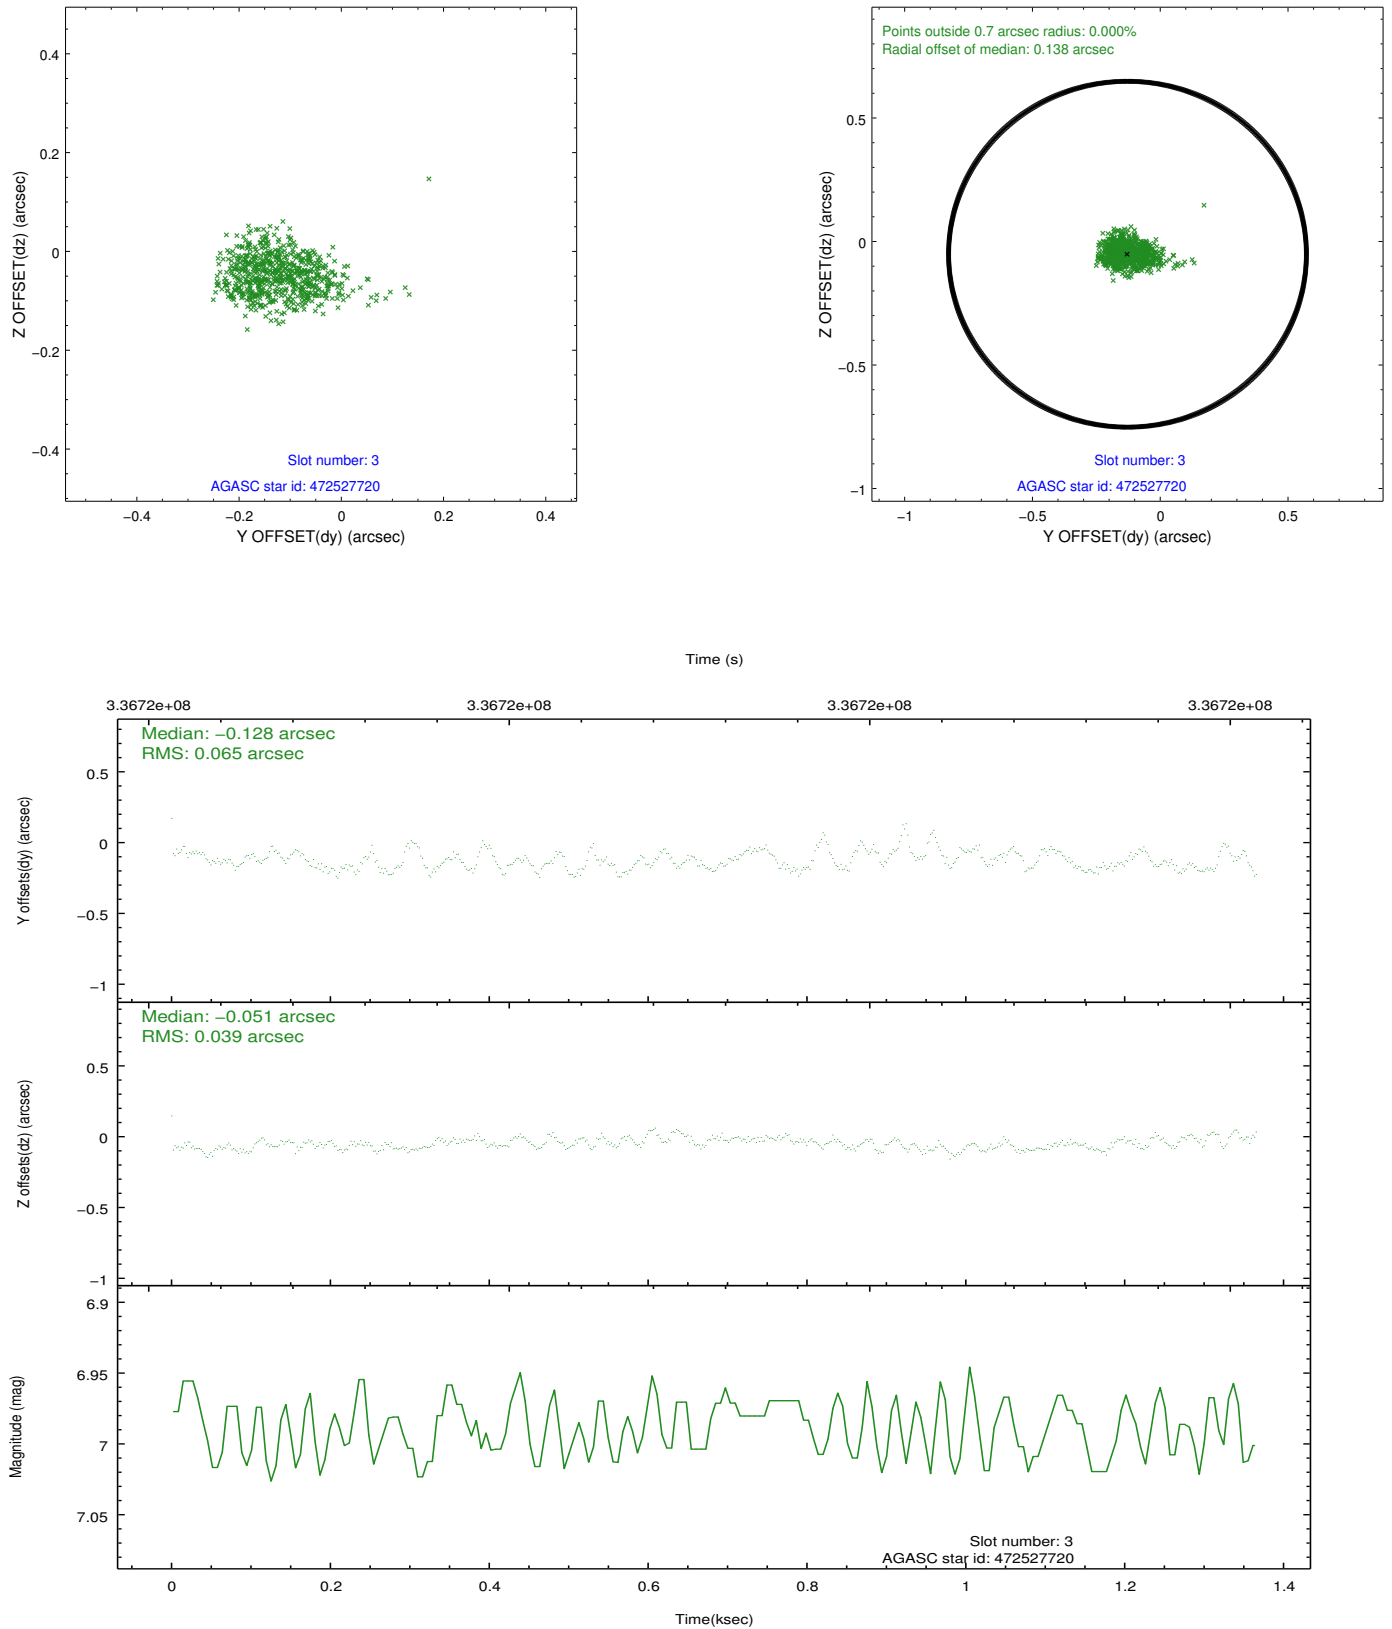 0.4
0.2
0
−0.2
−0.4
Z OFFSET(dz) (arcsec)
Slot number: 3
AGASC star id: 472527720
−0.4 −0.2 0 0.2 0.4
Y OFFSET(dy) (arcsec)
Points outside 0.7 arcsec radius: 0.000%
Radial offset of median: 0.138 arcsec
0.5
0
−0.5
−1
Z OFFSET(dz) (arcsec)
Slot number: 3
AGASC star id: 472527720
−1 −0.5 0 0.5
Y OFFSET(dy) (arcsec)
Time (s)
3.3672e+08 3.3672e+08 3.3672e+08 3.3672e+08
Median: −0.128 arcsec
RMS: 0.065 arcsec
0.5
0
−0.5
−1
Y offsets(dy) (arcsec)
Median: −0.051 arcsec
RMS: 0.039 arcsec
0.5
0
−0.5
−1
Z offsets(dz) (arcsec)
6.9
6.95
7
7.05
Magnitude (mag)
Slot number: 3
AGASC star id: 472527720
0 0.2 0.4 0.6 0.8 1 1.2 1.4
Time(ksec)